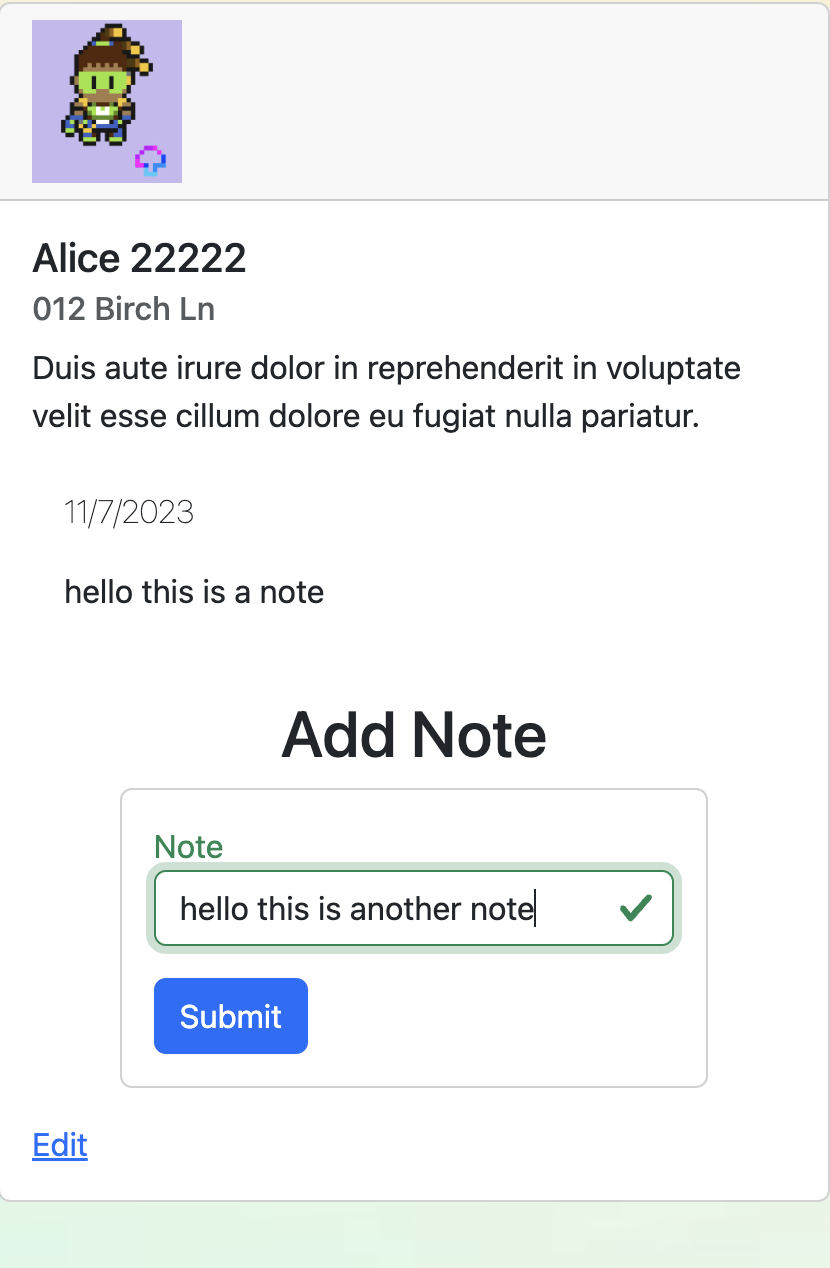 Alice 22222
012 Birch Ln
Duis aute irure dolor in reprehenderit in voluptate
velit esse cillum dolore eu fugiat nulla pariatur.
11/7/2023
hello this is a note
Add Note
Note
hello this is another note
Submit
Edit